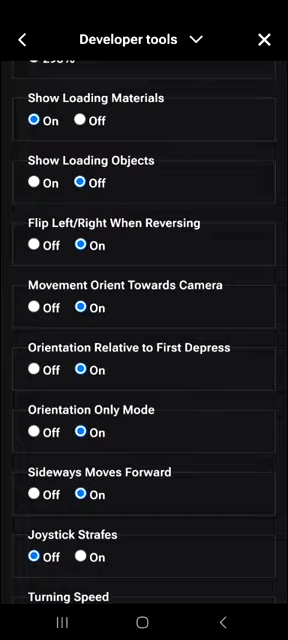 Developer tools
Show Loading Materials
On Off
Show Loading Objects
On Off
Flip Left/Right When Reversing
Off On
Movement Orient Towards Camera
Off On
Orientation Relative to First Depress
Off On
Orientation Only Mode
Off On
Sideways Moves Forward
Off On
Joystick Strafes
Off On
Turning Speed